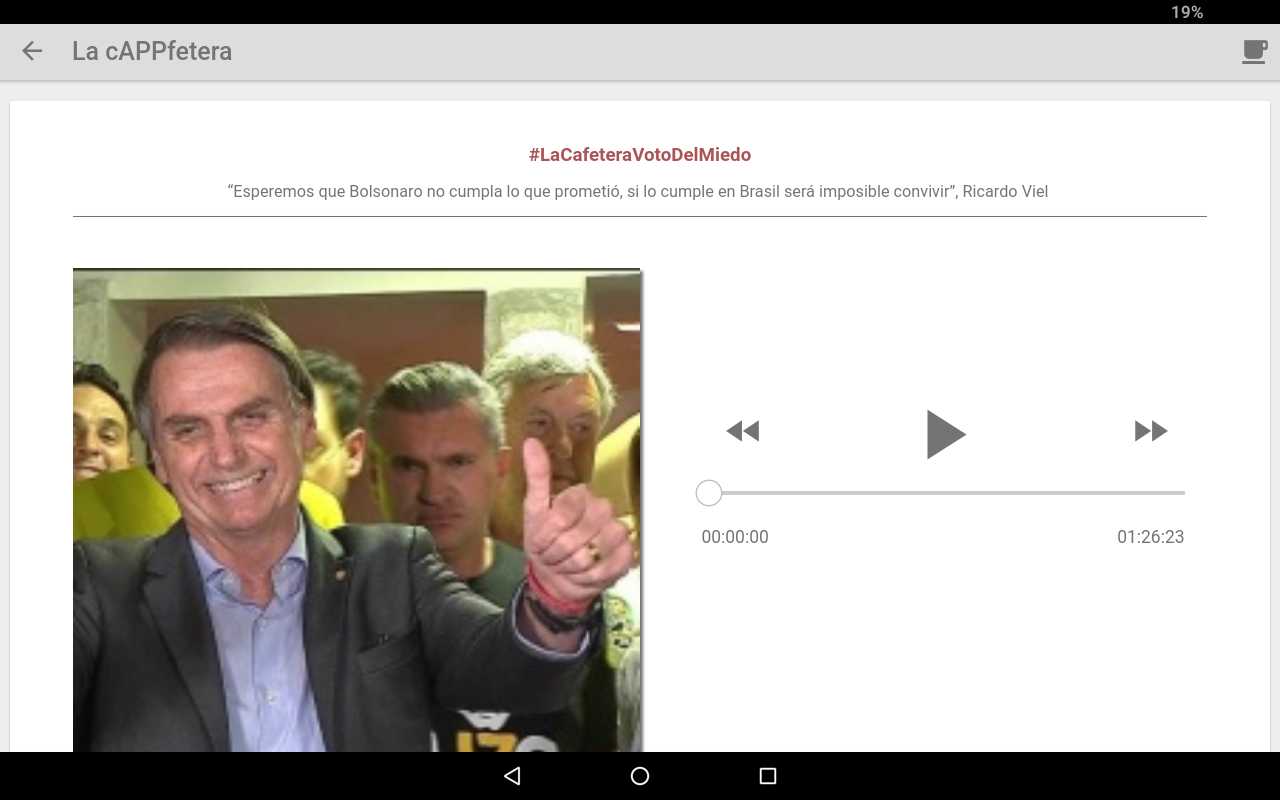 19%
La cAPPfetera
#LaCafeteraVotoDelMiedo
“Esperemos que Bolsonaro no cumpla lo que prometió, si lo cumple en Brasil será imposible convivir”, Ricardo Viel
00:00:00
01:26:23